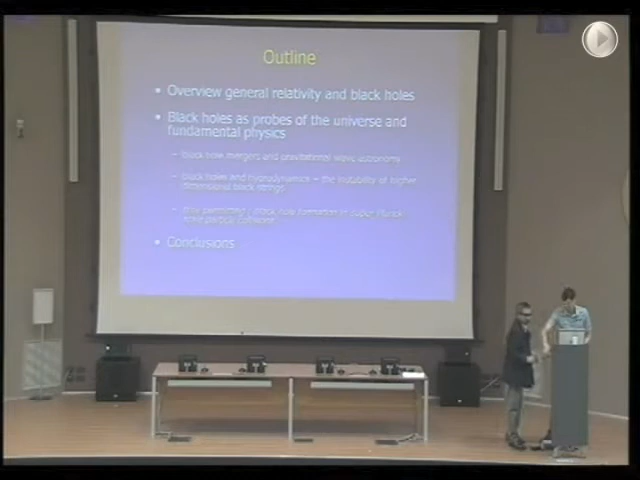 Outline
• Overview general relativity and black holes
• Black holes as probes of the universe and
fundamental physics
– black hole mergers and gravitational wave astronomy
– black holes and hydrodynamics – the instability of higher
dimensional black strings
– time permitting : black hole formation in super-Planck
scale particle collisions
• Conclusions